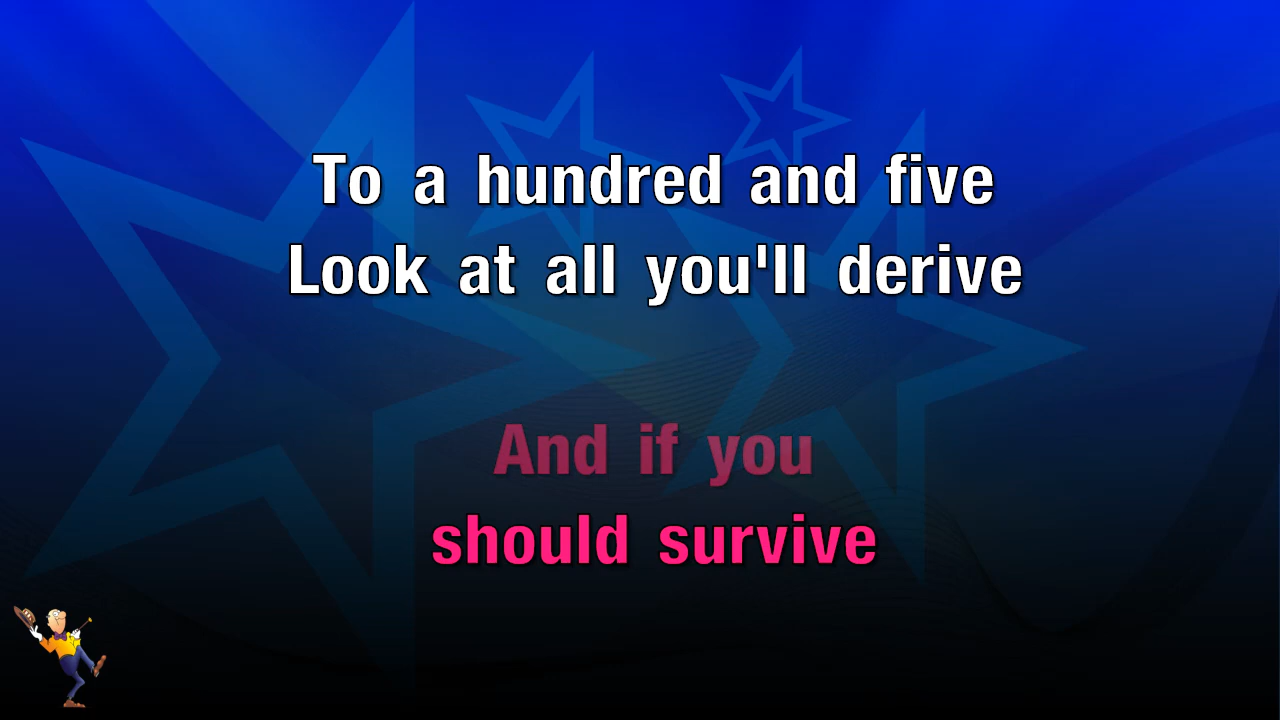 To a hundred and five
Look at all you'll derive
And if you
should survive